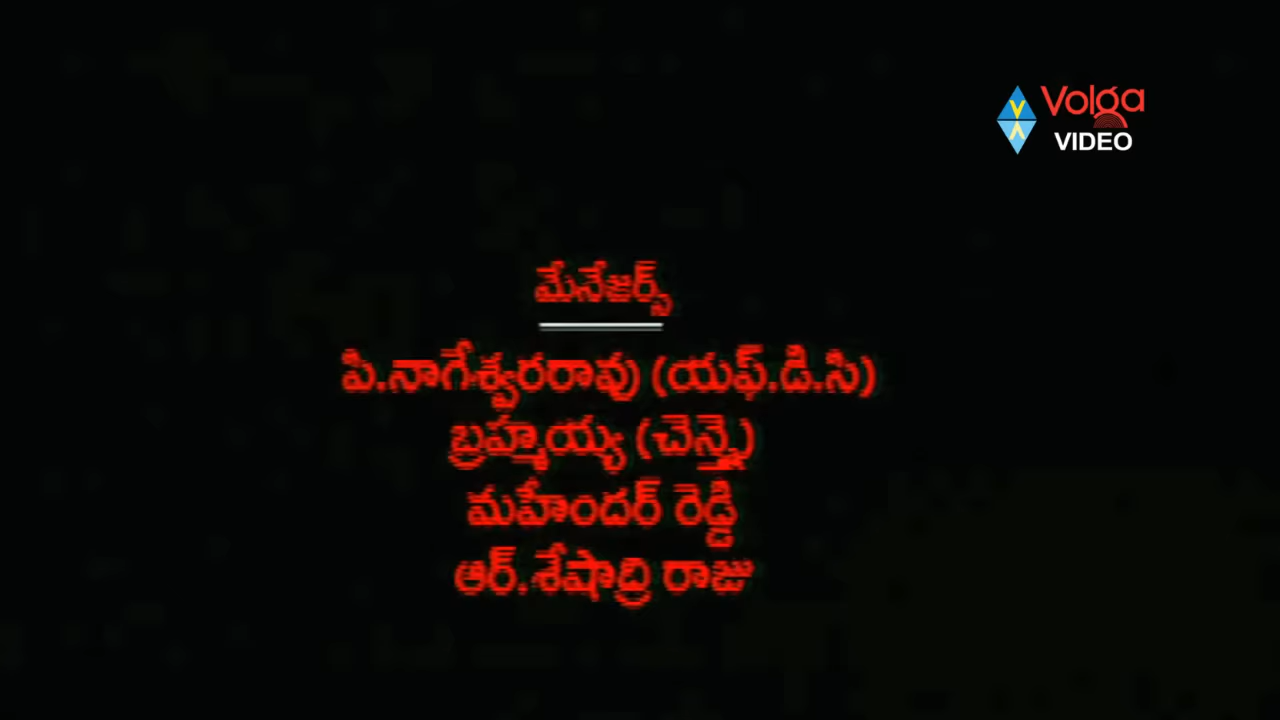 Volga
VIDEO
మేనేజర్స్
పి.నాగేశ్వరరావు (యఫ్.డి.సి)
బ్రహ్మయ్య (చెన్నై)
మహేందర్ రెడ్డి
ఆర్.శేషాద్రి రాజు